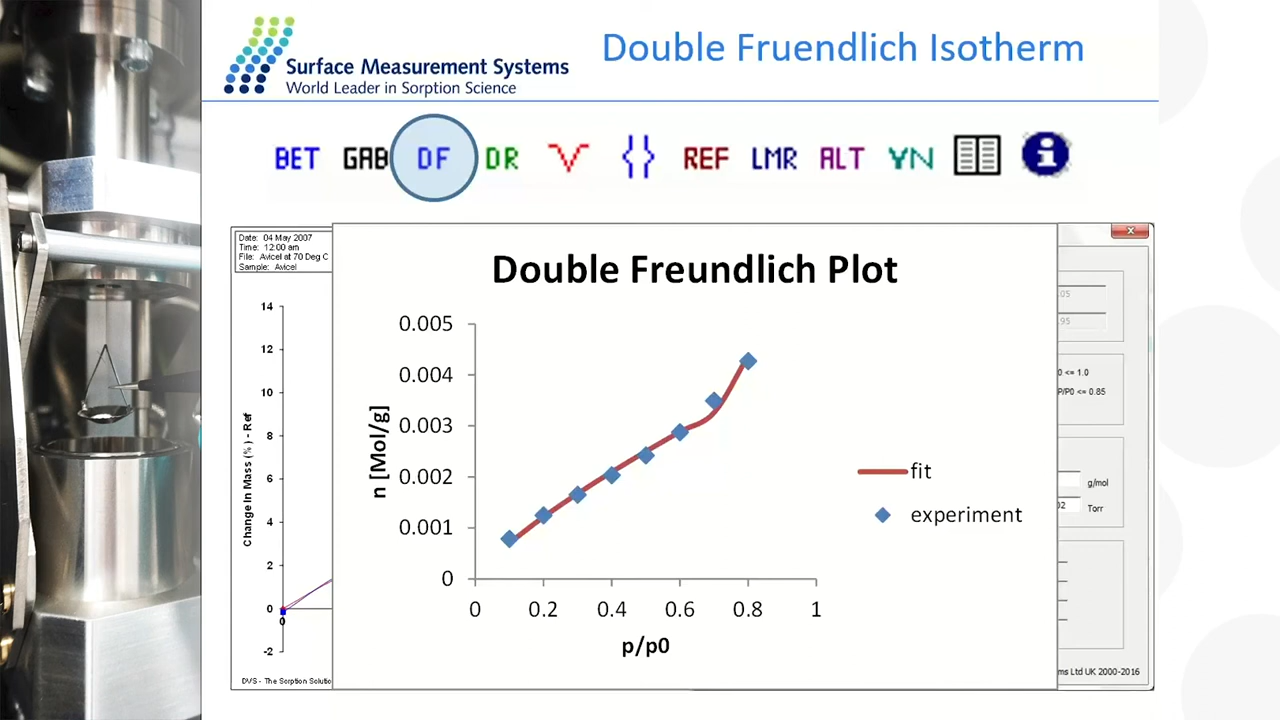 Double Fruendlich Isotherm
Surface Measurement Systems
World Leader in Sorption Science
BET GAB DF DR REF LMR ALT YN
Date: 04 May 2007
Time: 12:00 am
File: Avicel at 70 Deg C
Sample: Avicel
Double Freundlich Plot
14
12
10
8
6
4
2
0
-2
0
Change In Mass (%) - Ref
DVS - The Sorption Solutio
0.005
0.004
0.003
0.002
0.001
0
n [Mol/g]
0 0.2 0.4 0.6 0.8 1
p/p0
fit
experiment
.05
.95
0 <= 1.0
P/P0 <= 0.85
g/mol
02 Torr
ms Ltd UK 2000-2016